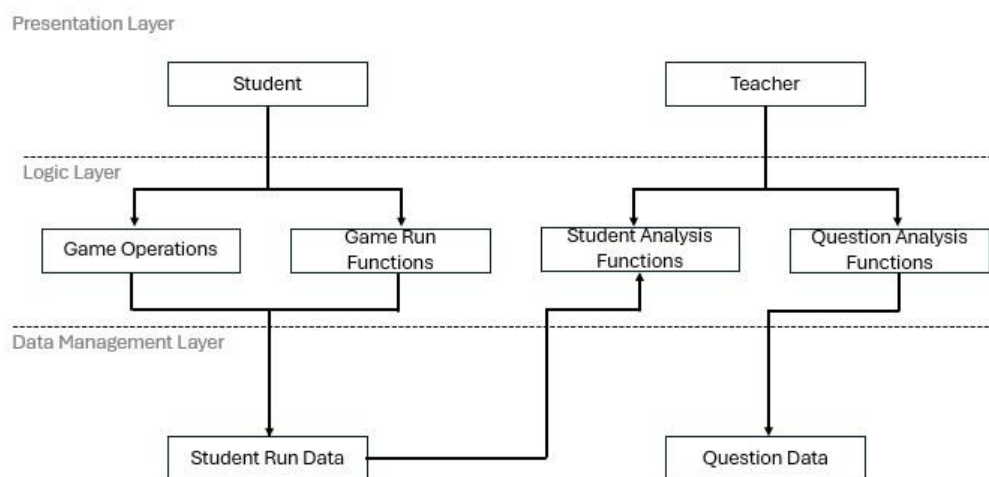 Presentation Layer
Student
Teacher
Logic Layer
Game Operations
Game Run
Functions
Student Analysis
Functions
Question Analysis
Functions
Data Management Layer
Student Run Data
Question Data